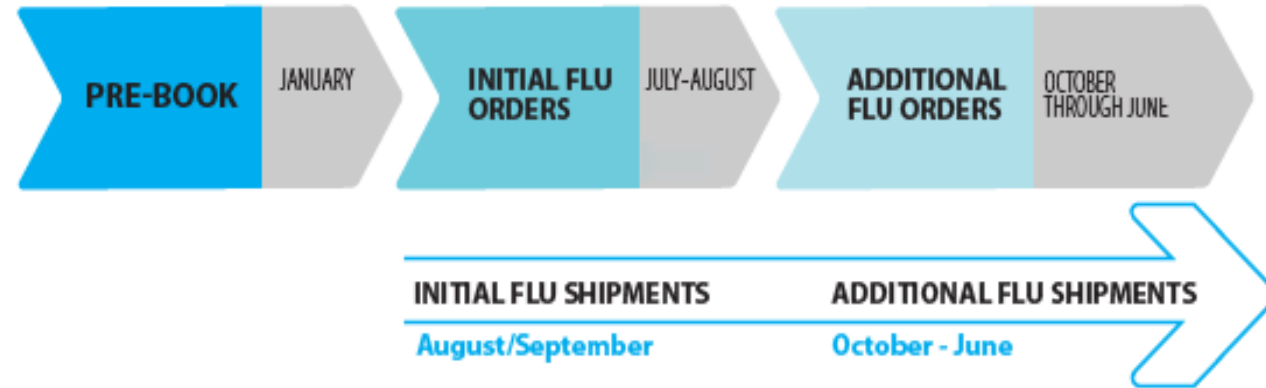 PRE-BOOK
JANUARY
INITIAL FLU
ORDERS
JULY-AUGUST
ADDITIONAL
FLU ORDERS
OCTOBER
THROUGH JUNE
INITIAL FLU SHIPMENTS
August/September
ADDITIONAL FLU SHIPMENTS
October - June